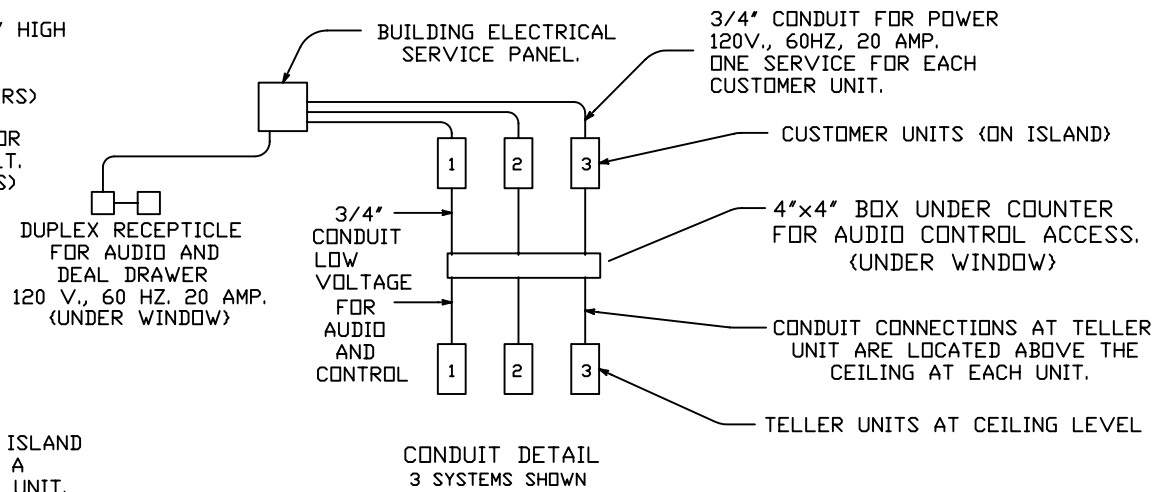 HIGH
BUILDING ELECTRICAL
SERVICE PANEL.
3/4" CONDUIT FOR POWER
120V., 60HZ, 20 AMP.
ONE SERVICE FOR EACH
CUSTOMER UNIT.
ERS)
OR
LT.
S)
CUSTOMER UNITS (ON ISLAND)
1
2
3
DUPLEX RECEPTICLE
FOR AUDIO AND
DEAL DRAWER
120 V., 60 HZ. 20 AMP.
(UNDER WINDOW)
3/4"
CONDUIT
LOW
VOLTAGE
FOR
AUDIO
AND
CONTROL
4"x4" BOX UNDER COUNTER
FOR AUDIO CONTROL ACCESS.
(UNDER WINDOW)
CONDUIT CONNECTIONS AT TELLER
UNIT ARE LOCATED ABOVE THE
CEILING AT EACH UNIT.
1
2
3
TELLER UNITS AT CEILING LEVEL
ISLAND
A
UNIT.
CONDUIT DETAIL
3 SYSTEMS SHOWN